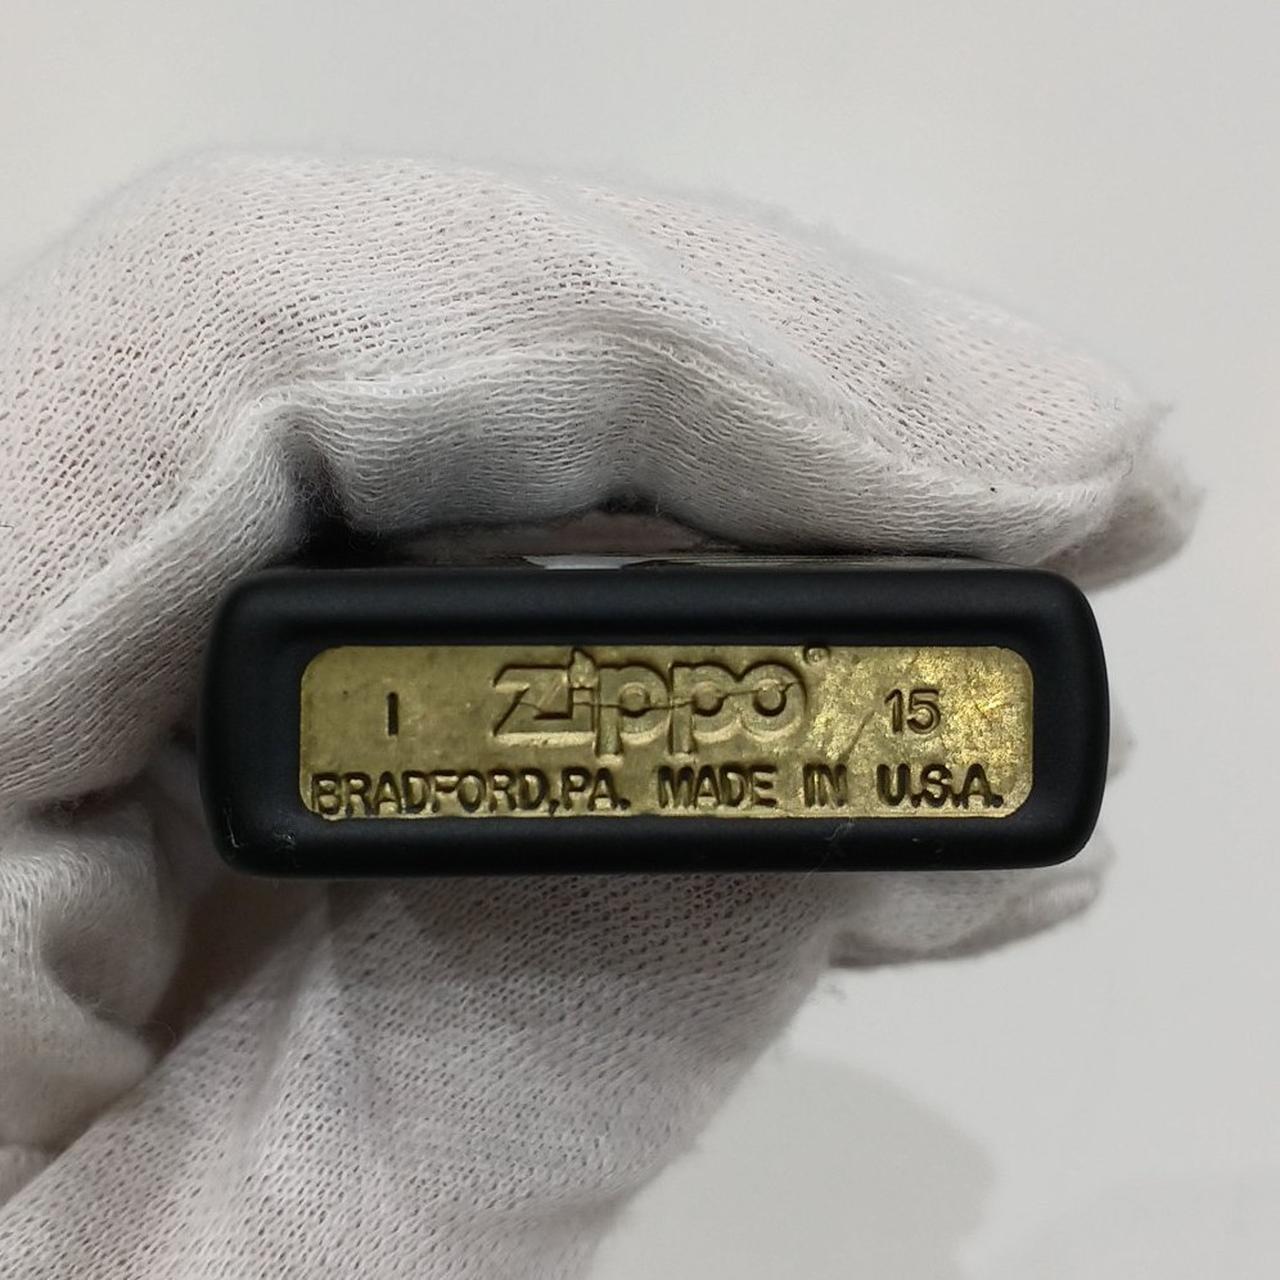 I zippo® 15
BRADFORD,PA. MADE IN U.S.A.